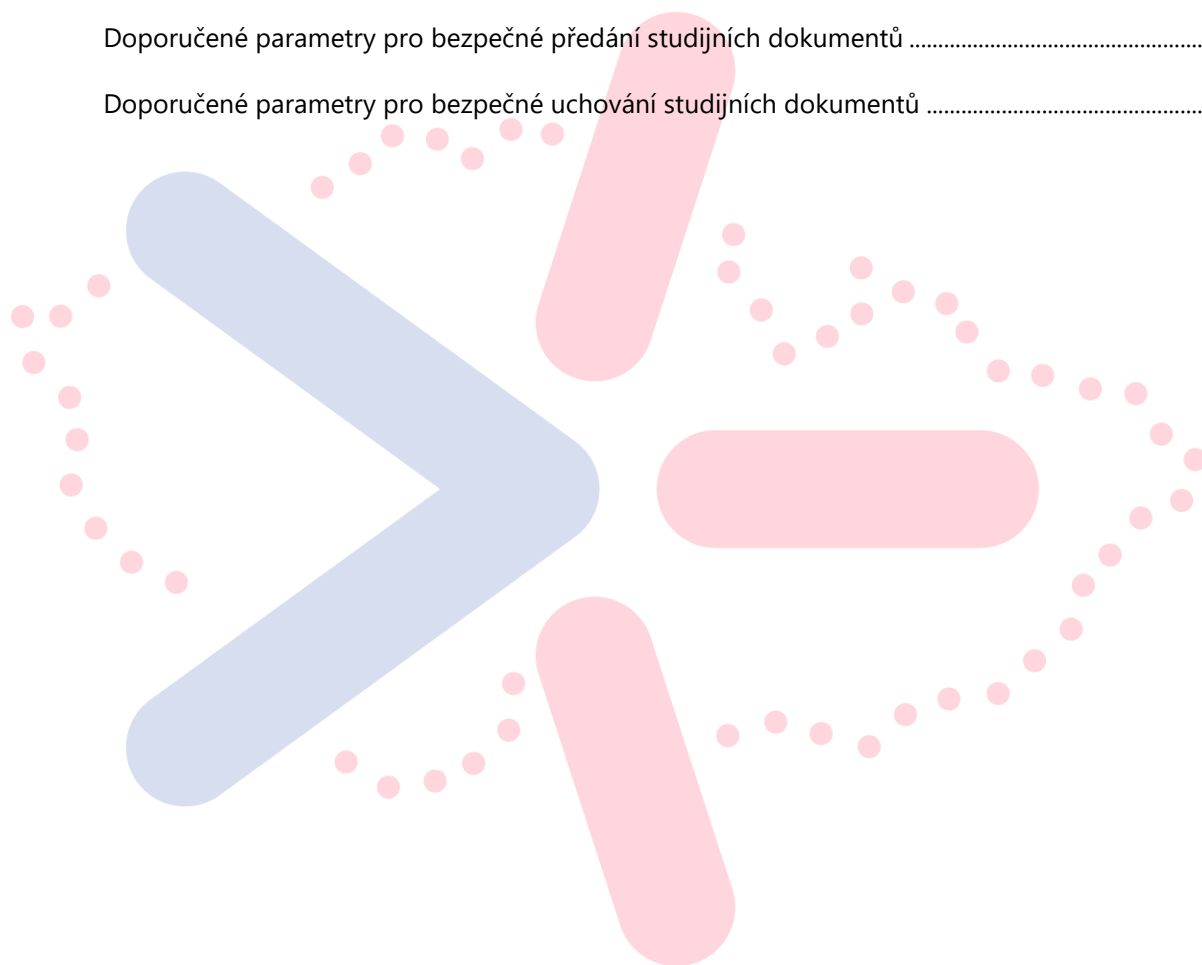 Doporučené parametry pro bezpečné předání studijních dokumentů ........................................................
Doporučené parametry pro bezpečné uchování studijních dokumentů .....................................................